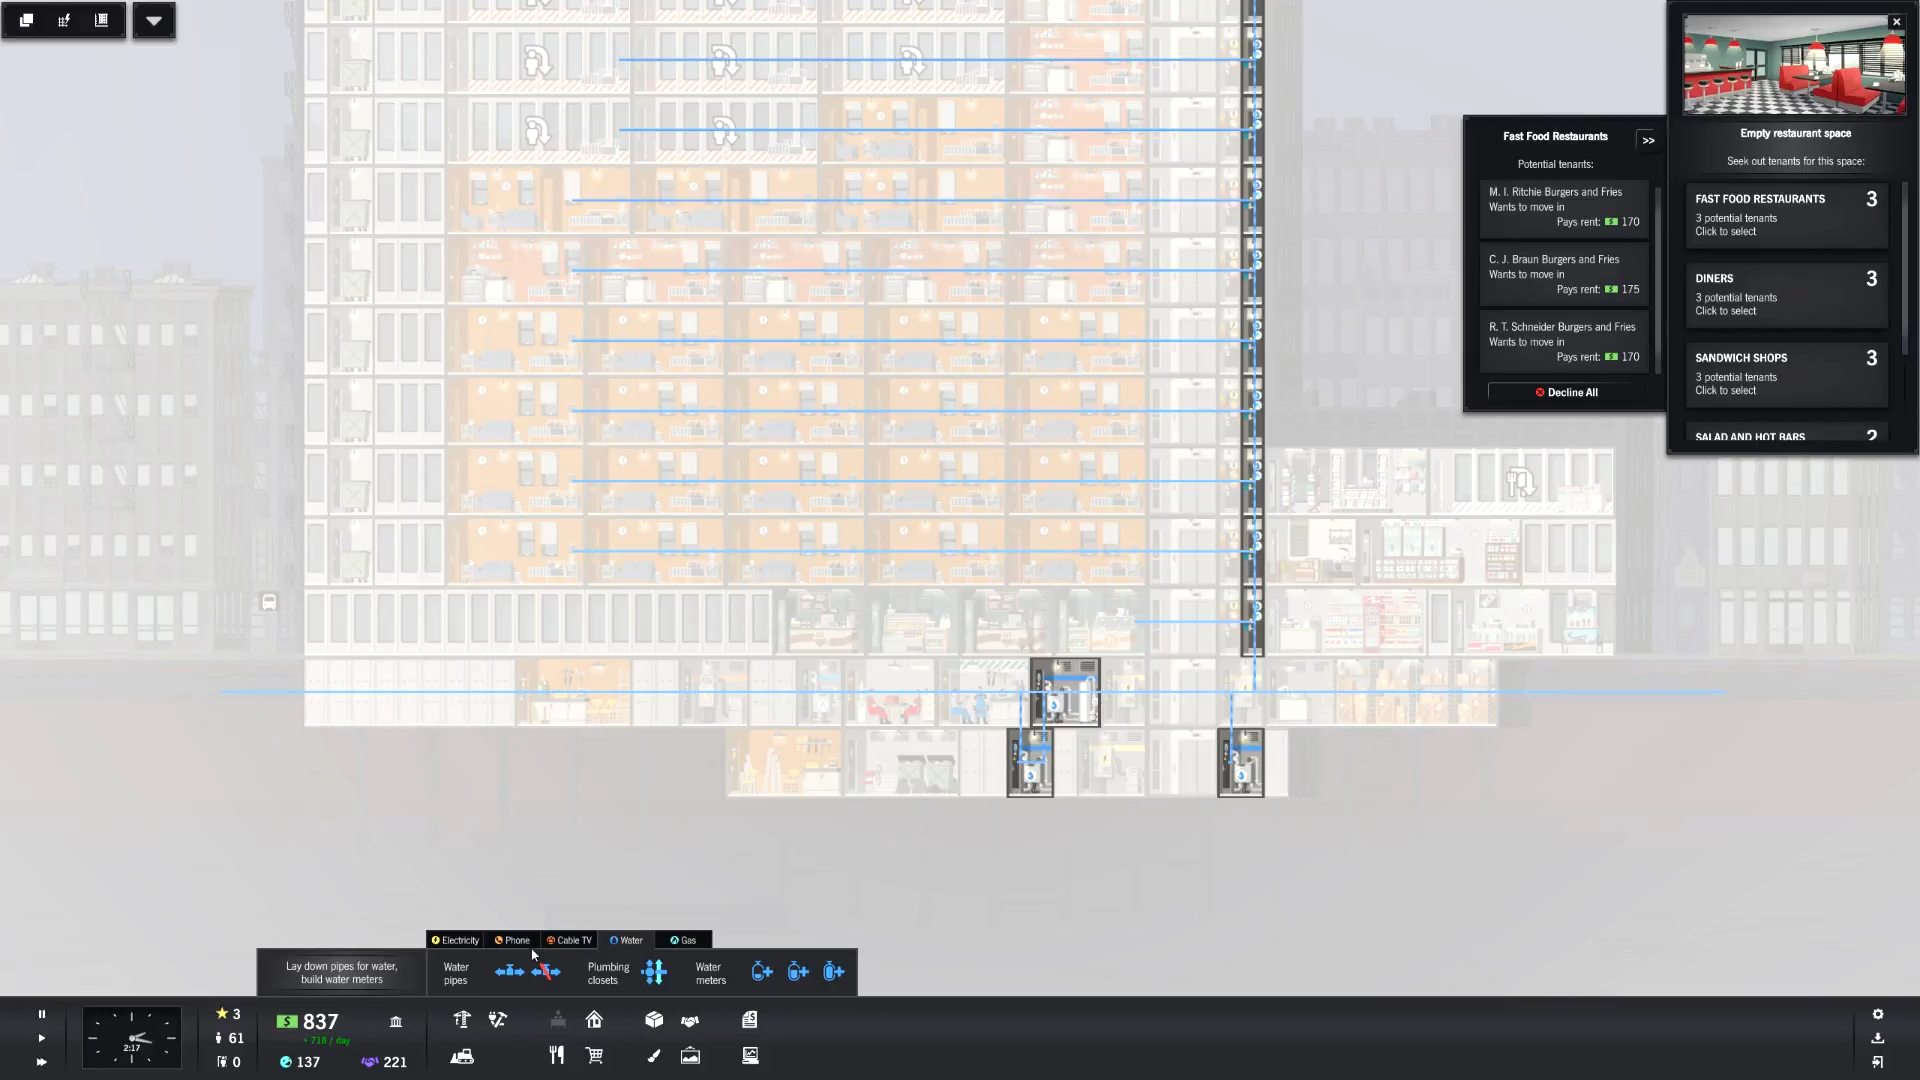 Empty restaurant space
Seek out tenants for this space:
FAST FOOD RESTAURANTS 3
3 potential tenants
Click to select
DINERS 3
3 potential tenants
Click to select
SANDWICH SHOPS 3
3 potential tenants
Click to select
SALAD AND HOT BARS 2
Fast Food Restaurants >>
Potential tenants:
M. I. Ritchie Burgers and Fries
Wants to move in
Pays rent: $ 170
C. J. Braun Burgers and Fries
Wants to move in
Pays rent: $ 175
R. T. Schneider Burgers and Fries
Wants to move in
Pays rent: $ 170
Decline All
Electricity Phone Cable TV Water Gas
Lay down pipes for water,
build water meters
Water
pipes
Plumbing
closets
Water
meters
2:17
3
61
0
$ 837
+ 718 / day
137 221